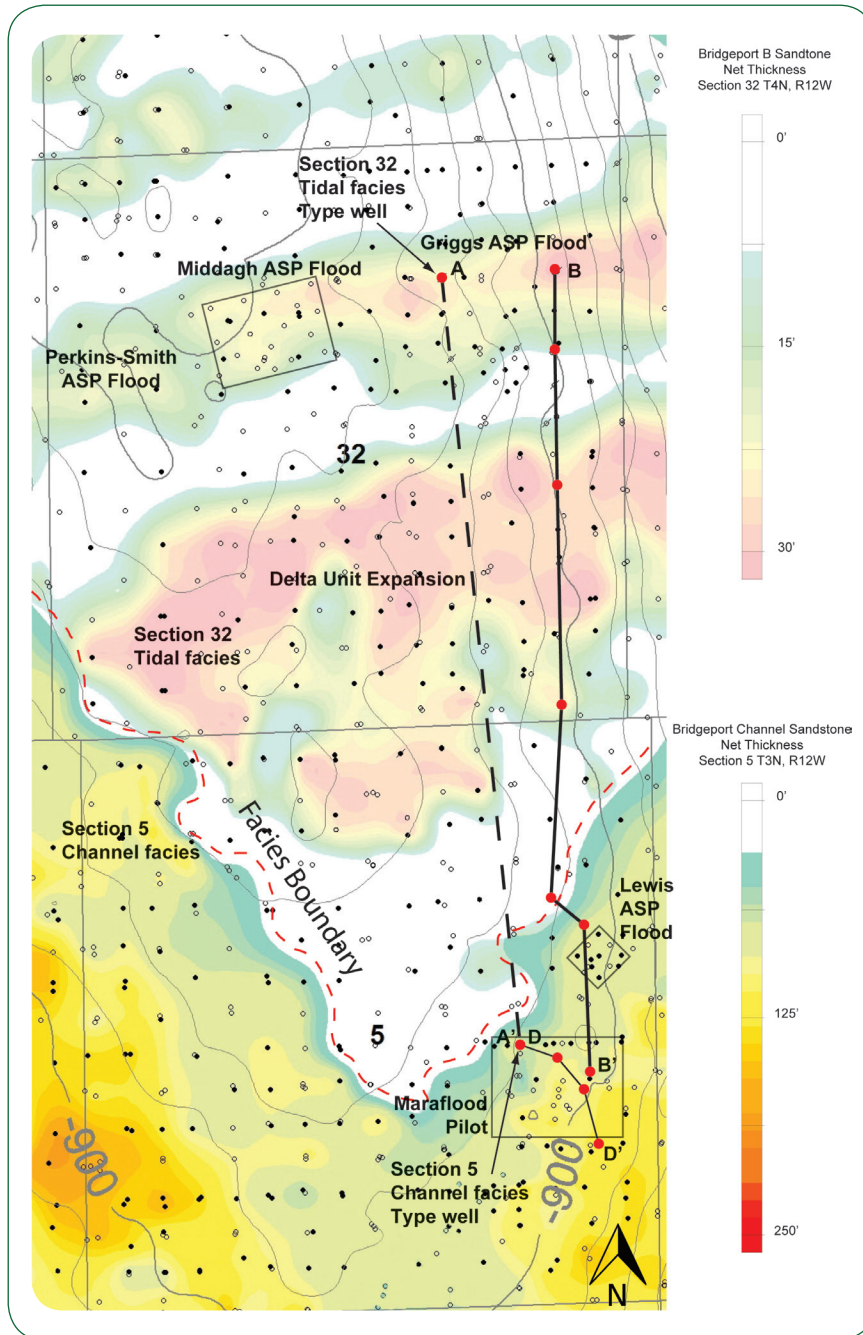 Bridgeport B Sandtone
Net Thickness
Section 32 T4N, R12W
0'
15'
30'
Section 32
Tidal facies
Type well
Griggs ASP Flood
A
B
Middagh ASP Flood
Perkins-Smith
ASP Flood
32
Delta Unit Expansion
Section 32
Tidal facies
Bridgeport Channel Sandstone
Net Thickness
Section 5 T3N, R12W
0'
125'
250'
Section 5
Channel facies
Facies Boundary
Lewis
ASP
Flood
5
A'
D
B'
Maraflood
Pilot
D'
Section 5
Channel facies
Type well
-900
-900
N